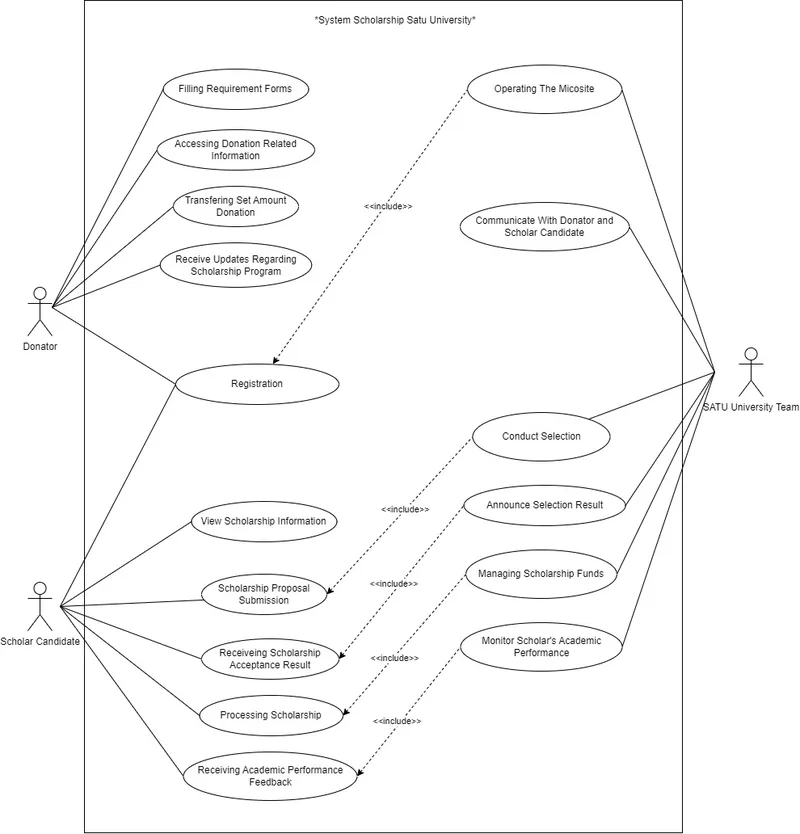 *System Scholarship Satu University*
Filling Requirement Forms
Operating The Micosite
Accessing Donation Related
Information
Transfering Set Amount
Donation
<<include>>
Communicate With Donator and
Scholar Candidate
Receive Updates Regarding
Scholarship Program
Donator
Registration
SATU University Team
Conduct Selection
<<include>>
Announce Selection Result
View Scholarship Information
Managing Scholarship Funds
<<include>>
Scholarship Proposal
Submission
Scholar Candidate
Monitor Scholar's Academic
Performance
Receiveing Scholarship
Acceptance Result
<<include>>
Processing Scholarship
<<include>>
Receiving Academic Performance
Feedback